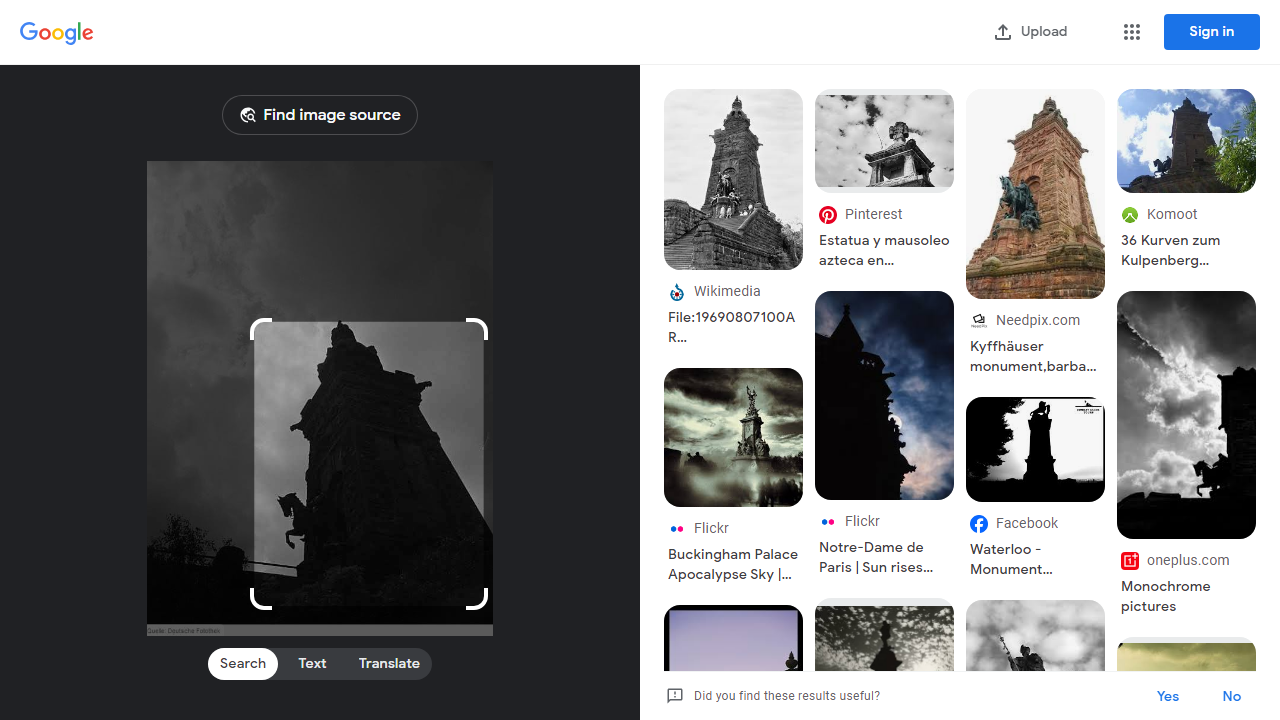 Google
Upload
Sign in
Find image source
Quelle: Deutsche Fotothek
Search
Text
Translate
Wikimedia
File:19690807100A
R...
Flickr
Buckingham Palace
Apocalypse Sky |...
Pinterest
Estatua y mausoleo
azteca en...
Flickr
Notre-Dame de
Paris | Sun rises...
Needpix.com
Kyffhäuser
monument,barba...
Facebook
Waterloo -
Monument...
Komoot
36 Kurven zum
Kulpenberg...
oneplus.com
Monochrome
pictures
Did you find these results useful?
Yes
No